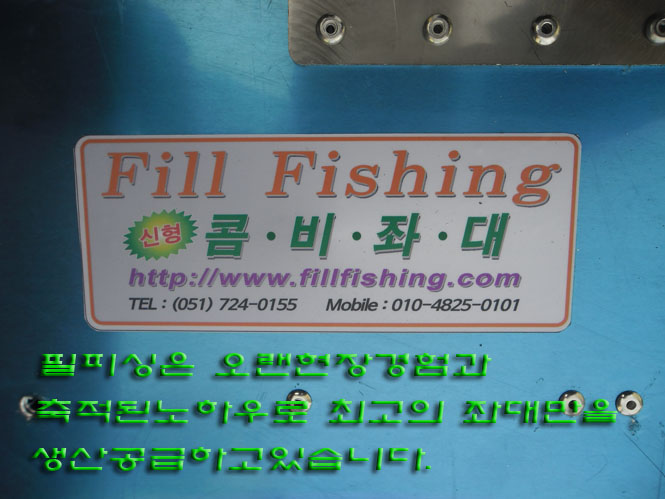 Fill Fishing
신형 콤·비·좌·대
http://www.fillfishing.com
TEL : (051) 724-0155 Mobile : 010-4825-0101
필피싱은 오랜현장경험과
축적된노하우로 최고의 좌대만을
생산공급하고있습니다.